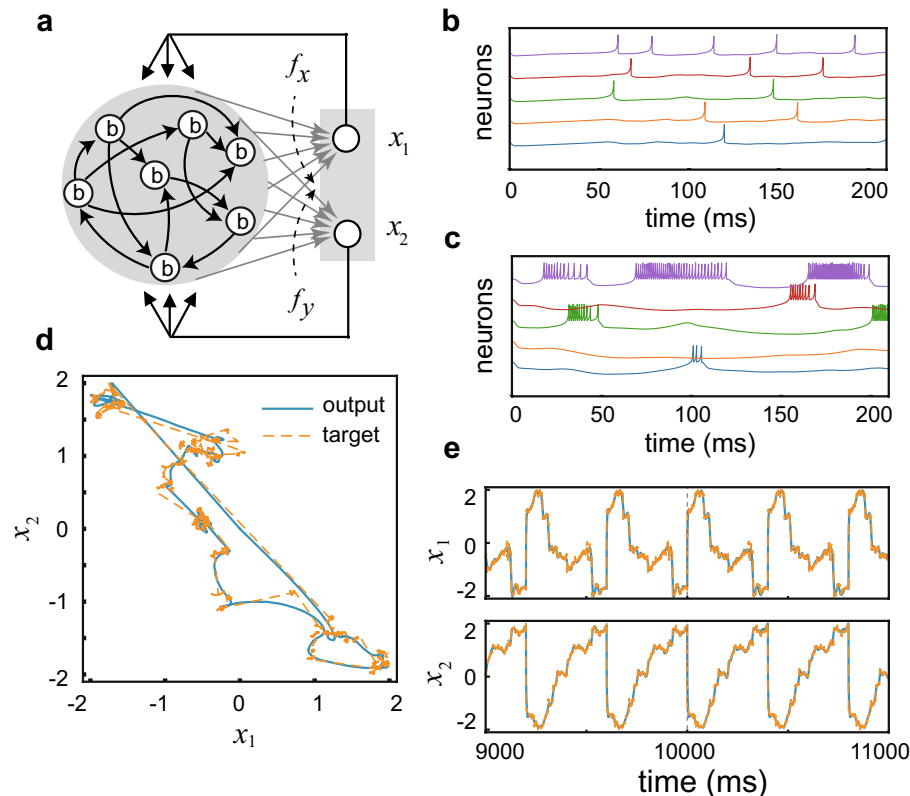 a
f_x
x_1
x_2
f_y
b b b b b b b
b
neurons
0 50 100 150 200
time (ms)
c
neurons
0 50 100 150 200
time (ms)
d
output
target
x_2
2
1
0
-1
-2
-2 -1 0 1 2
x_1
e
x_1
2
0
-2
x_2
2
0
-2
9000 10000 11000
time (ms)